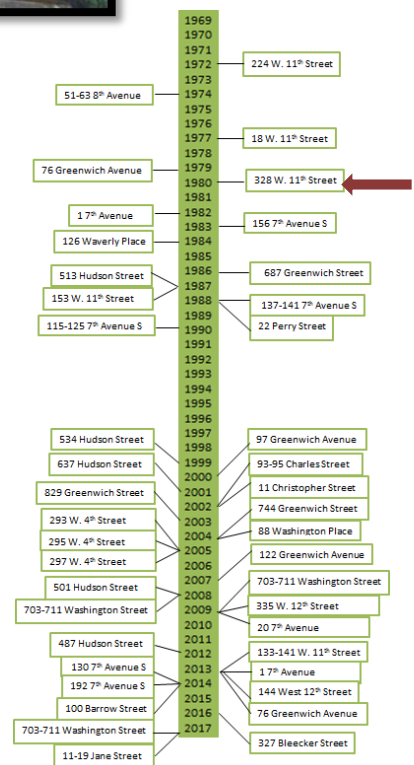 1969
1970
1971
1972
1973
1974
1975
1976
1977
1978
1979
1980
1981
1982
1983
1984
1985
1986
1987
1988
1989
1990
1991
1992
1993
1994
1995
1996
1997
1998
1999
2000
2001
2002
2003
2004
2005
2006
2007
2008
2009
2010
2011
2012
2013
2014
2015
2016
2017
51-63 8th Avenue
76 Greenwich Avenue
1 7th Avenue
126 Waverly Place
513 Hudson Street
153 W. 11th Street
115-125 7th Avenue S
534 Hudson Street
637 Hudson Street
829 Greenwich Street
293 W. 4th Street
295 W. 4th Street
297 W. 4th Street
501 Hudson Street
703-711 Washington Street
487 Hudson Street
130 7th Avenue S
192 7th Avenue S
100 Barrow Street
703-711 Washington Street
11-19 Jane Street
224 W. 11th Street
18 W. 11th Street
328 W. 11th Street
156 7th Avenue S
687 Greenwich Street
137-141 7th Avenue S
22 Perry Street
97 Greenwich Avenue
93-95 Charles Street
11 Christopher Street
744 Greenwich Street
88 Washington Place
122 Greenwich Avenue
703-711 Washington Street
335 W. 12th Street
20 7th Avenue
133-141 W. 11th Street
1 7th Avenue
144 West 12th Street
76 Greenwich Avenue
327 Bleecker Street